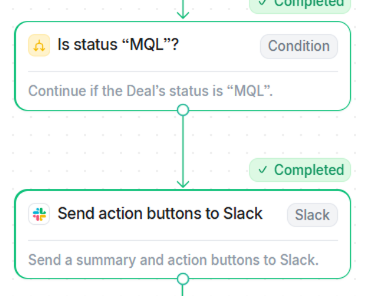 Completed
Is status “MQL”?
Condition
Continue if the Deal’s status is “MQL”.
Completed
Send action buttons to Slack
Slack
Send a summary and action buttons to Slack.